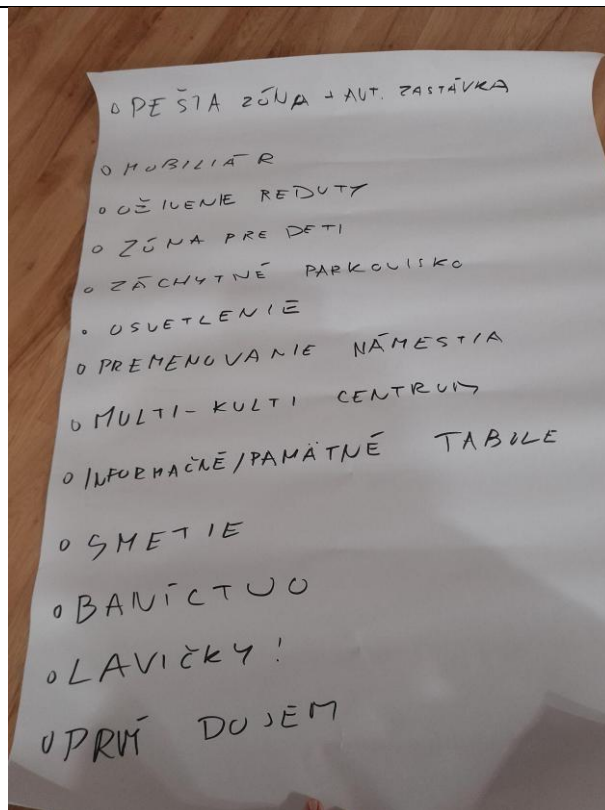 o PEŠIA ZÓNA + AUT. ZASTÁVKA
o MOBILIÁR
o OŽIVENIE REDUTY
o ZÓNA PRE DETI
o ZÁCHYTNÉ PARKOVISKO
o OSVETLENIE
o PREMENOVANIE NÁMESTIA
o MULTI-KULTI CENTRUM
o INFORMAČNÉ/PAMÄTNÉ TABULE
o SMETIE
o BANÍCTVO
o LAVIČKY!
o PRVÝ DOJEM